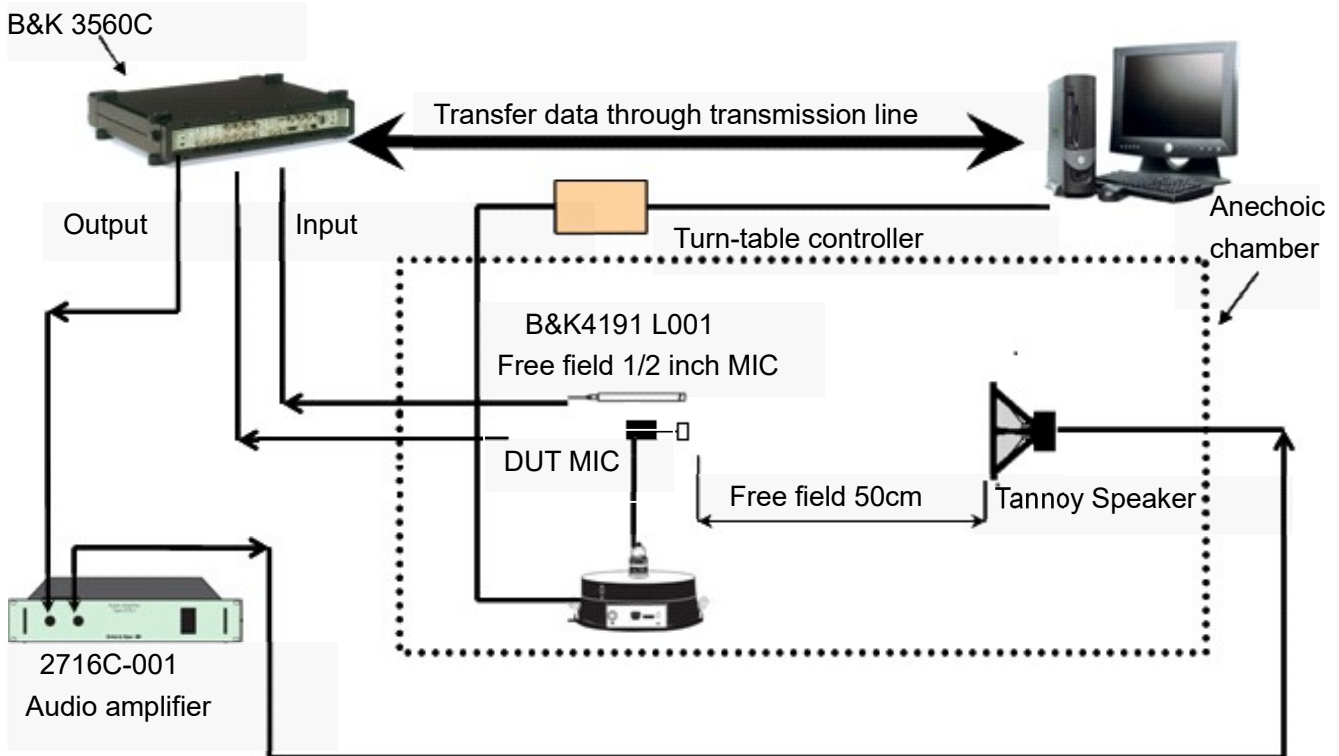 B&K 3560C
Transfer data through transmission line
Output
Input
Turn-table controller
Anechoic
chamber
B&K4191 L001
Free field 1/2 inch MIC
DUT MIC
Free field 50cm
Tannoy Speaker
2716C-001
Audio amplifier